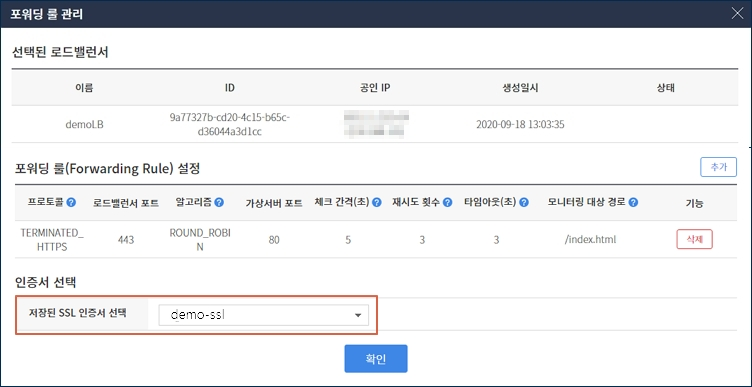 포워딩 룰 관리
선택된 로드밸런서
이름 ID 공인 IP 생성일시 상태
demoLB 9a77327b-cd20-4c15-b65c-
d36044a3d1cc 2020-09-18 13:03:35
포워딩 룰(Forwarding Rule) 설정 추가
프로토콜 ? 로드밸런서 포트 알고리즘 ? 가상서버 포트 체크 간격(초) ? 재시도 횟수 ? 타임아웃(초) ? 모니터링 대상 경로 ? 기능
TERMINATED_
HTTPS 443 ROUND_ROBI
N 80 5 3 3 /index.html 삭제
인증서 선택
저장된 SSL 인증서 선택 demo-ssl
확인